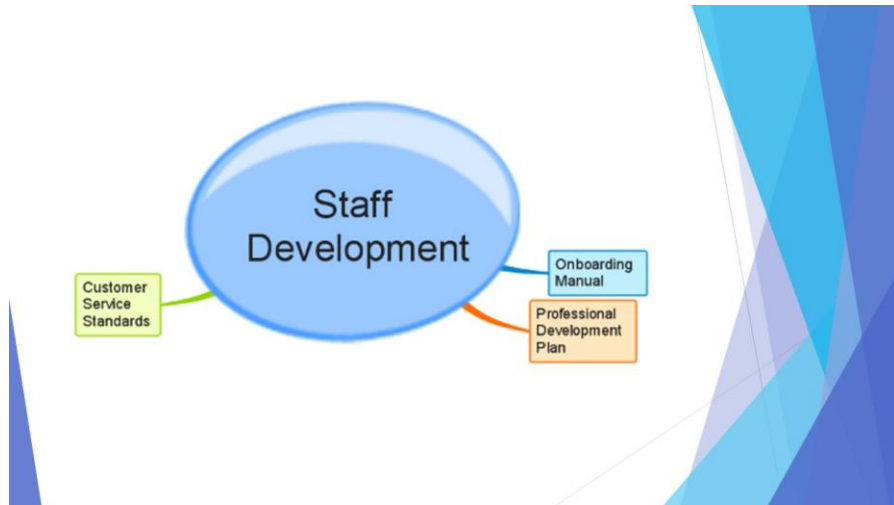 Staff
Development
Customer
Service
Standards
Onboarding
Manual
Professional
Development
Plan